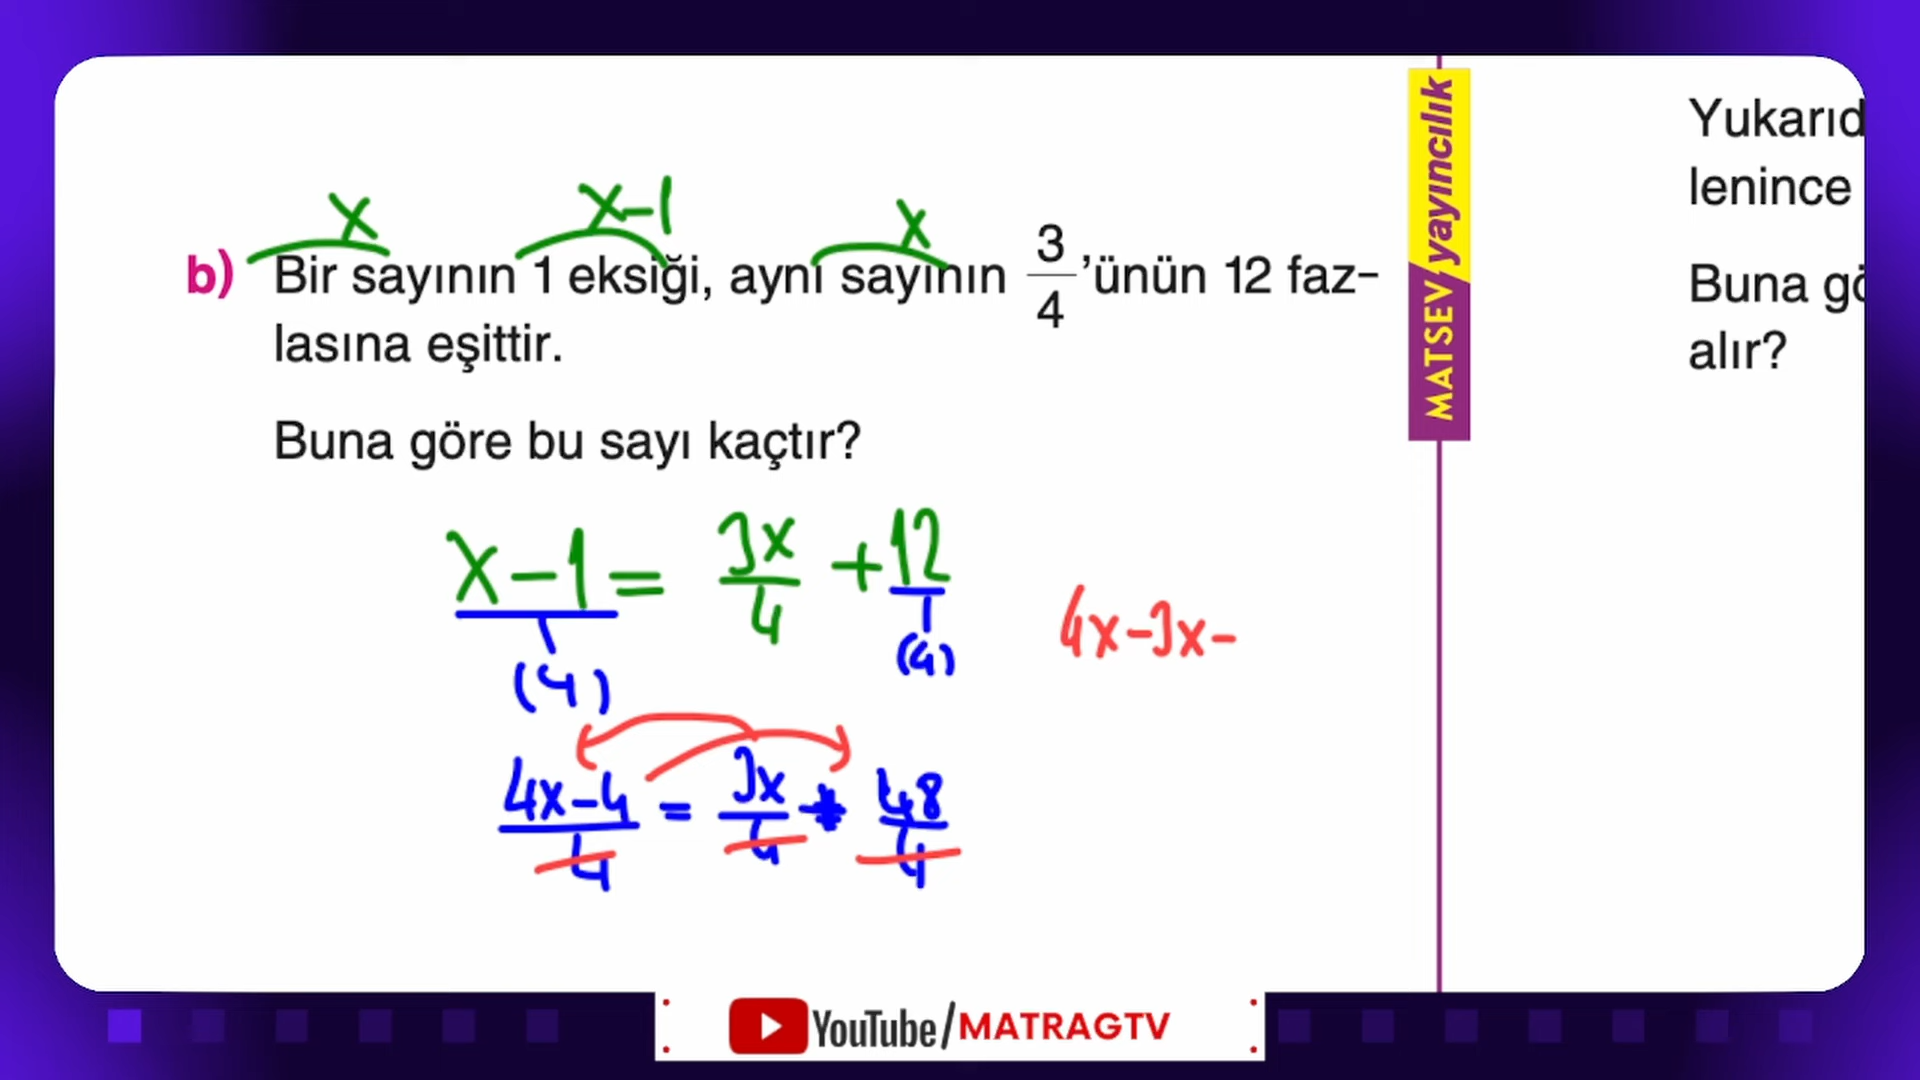 x
x-1
x
b) Bir sayının 1 eksiği, aynı sayının 3/4 'ünün 12 faz-
lasına eşittir.
Buna göre bu sayı kaçtır?
x-1 = 3x/4 + 12
1 1
(4) (4)
4x-3x-
4x-4/4 = 3x/4 + 48/4
MATSEV yayıncılık
Yukarıd
lenince
Buna gö
alır?
YouTube/MATRAGTV